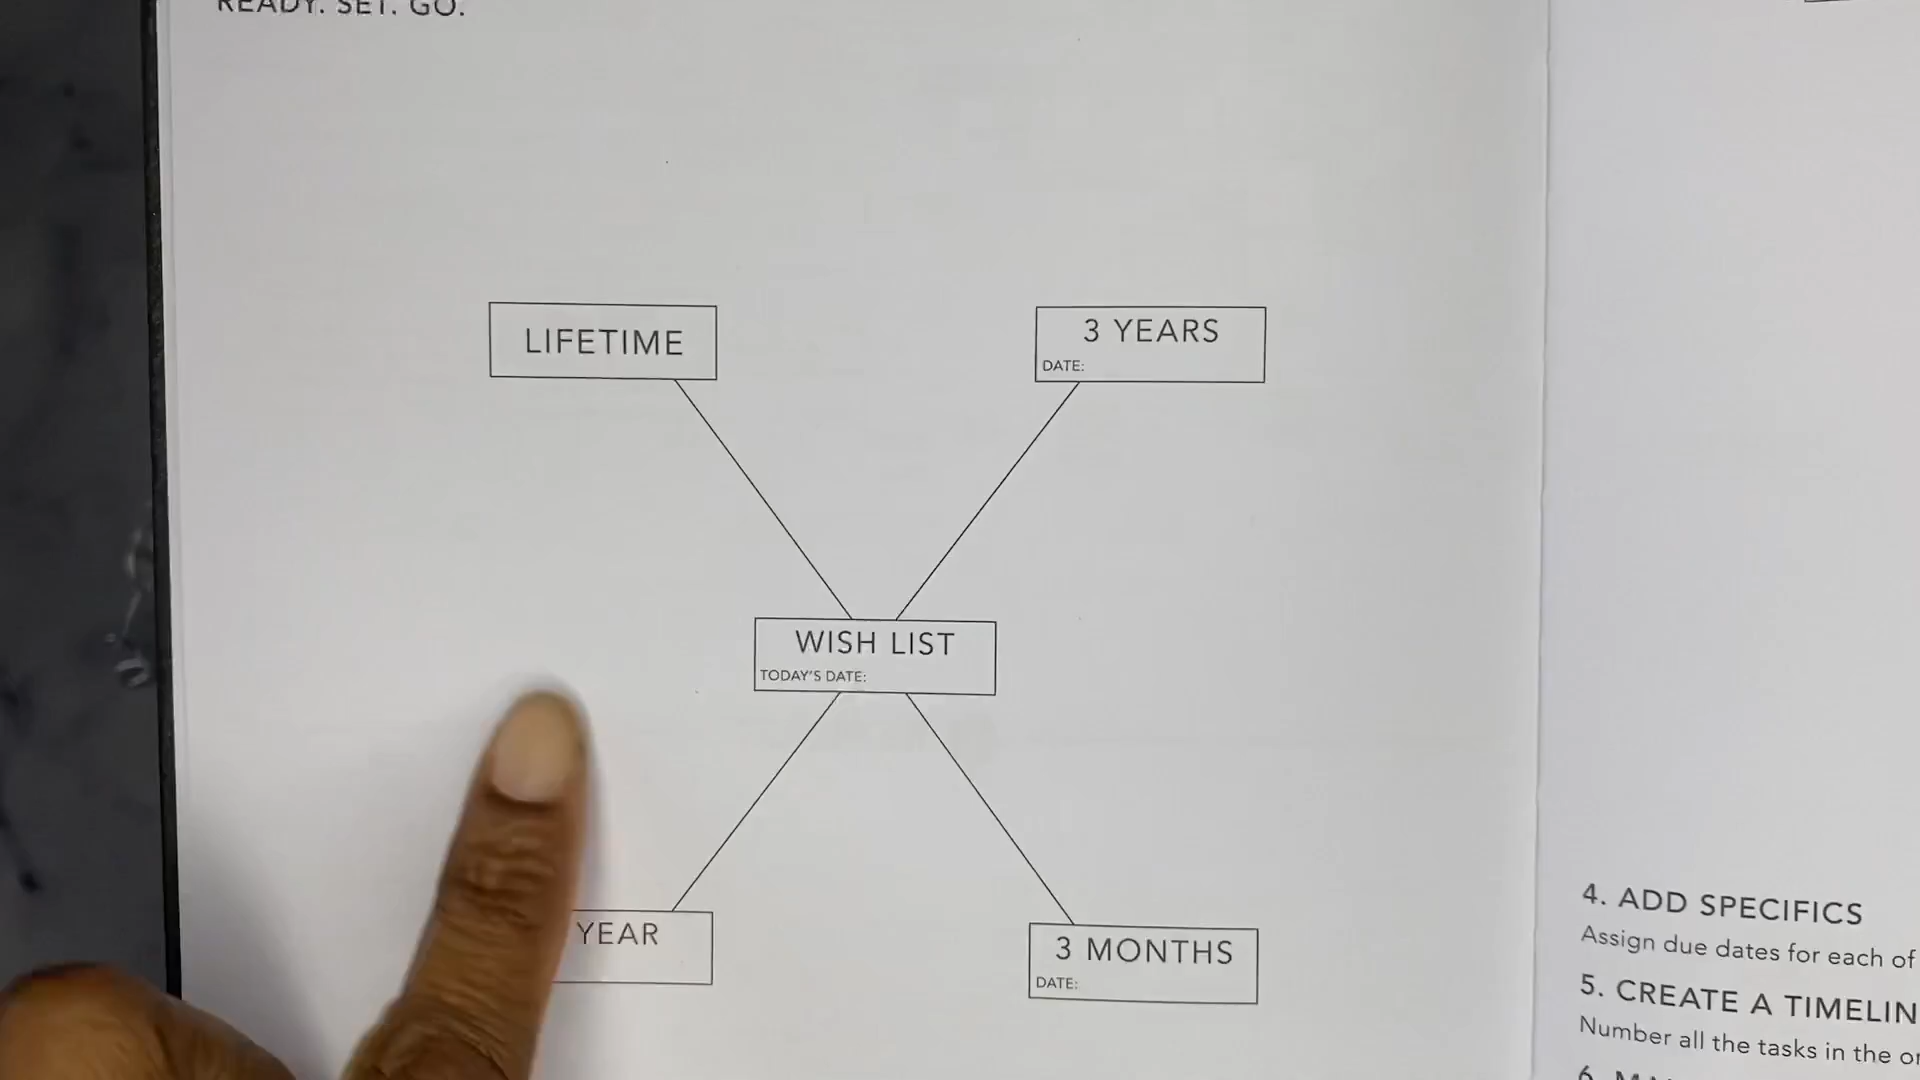 READY. SET. GO.
LIFETIME
3 YEARS
DATE:
WISH LIST
TODAY'S DATE:
YEAR
3 MONTHS
DATE:
4. ADD SPECIFICS
Assign due dates for each of
5. CREATE A TIMELIN
Number all the tasks in the
6.